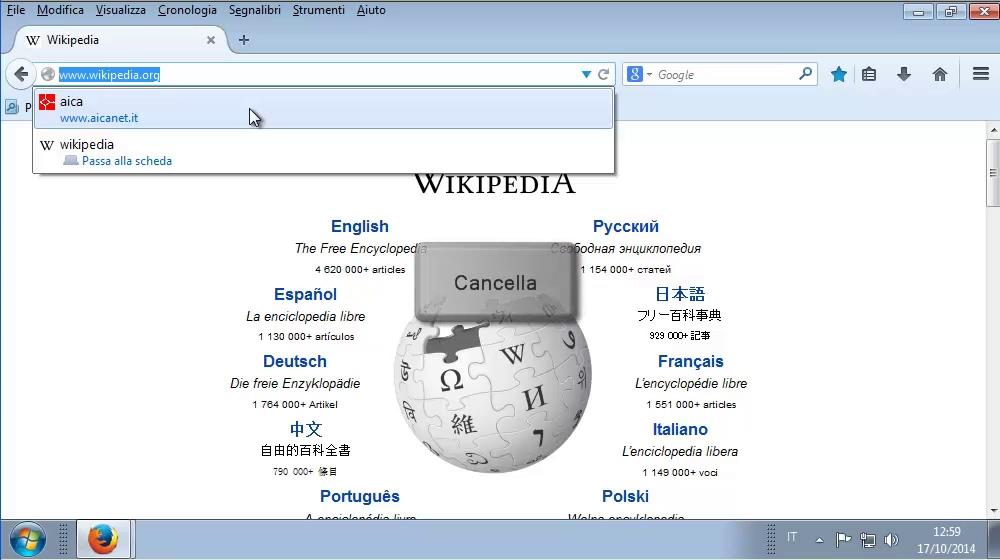 File Modifica Visualizza Cronologia Segnalibri Strumenti Aiuto
Wikipedia
www.wikipedia.org
Google
aica
www.aicanet.it
wikipedia
Passa alla scheda
WIKIPEDIA
English
The Free Encyclopedia
4 620 000+ articles
Русский
Свободная энциклопедия
1 154 000+ статей
Cancella
Español
La enciclopedia libre
1 130 000+ artículos
日本語
フリー百科事典
929 000+ 記事
Deutsch
Die freie Enzyklopädie
1 764 000+ Artikel
Français
L'encyclopédie libre
1 551 000+ articles
中文
自由的百科全書
790 000+ 條目
Italiano
L'enciclopedia libera
1 149 000+ voci
Português
A enciclopédia livre
Polski
Wolna encyklopedia
IT
12:59
17/10/2014